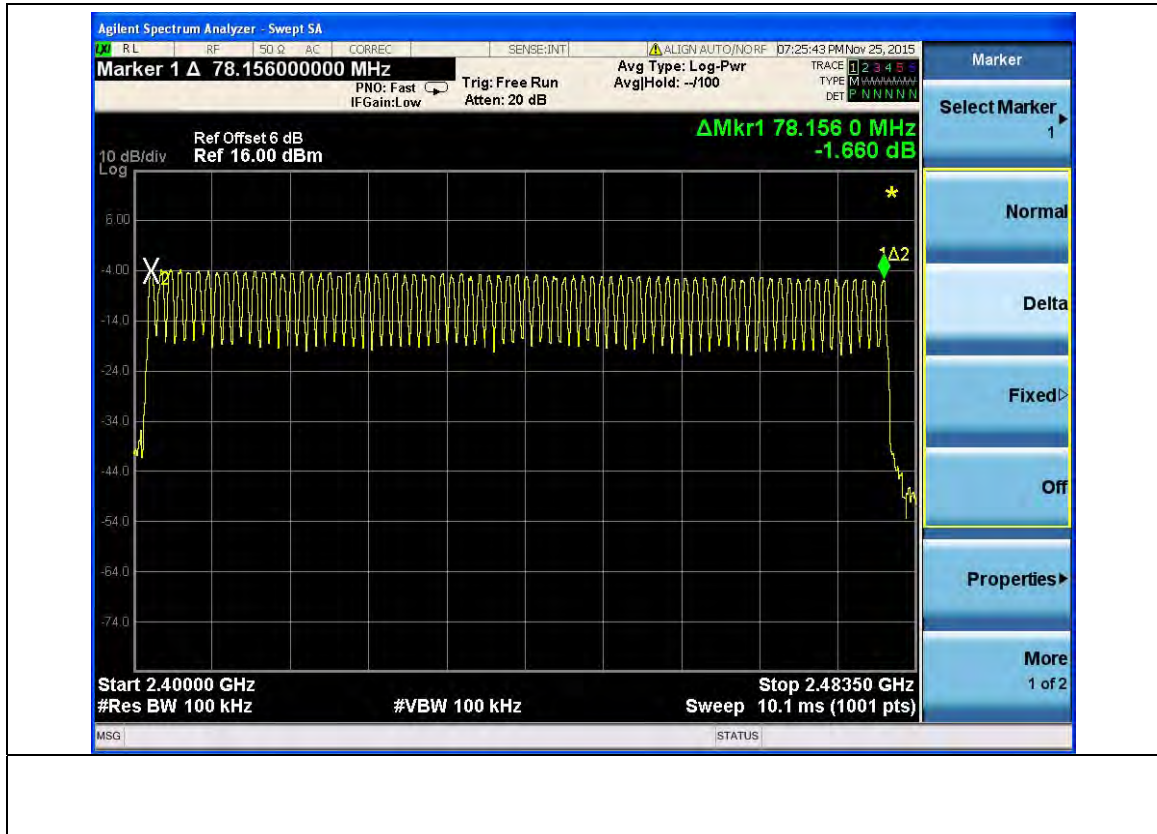 Agilent Spectrum Analyzer - Swept SA
RL RF 50 Ω AC CORREC SENSE:INT ALIGN AUTO/NO RF 07:25:43 PM Nov 25, 2015
Marker 1 Δ 78.156000000 MHz
Avg Type: Log-Pwr
TRACE 1 2 3 4 5 6
PNO: Fast
Trig: Free Run
Avg|Hold: --/100
TYPE M
IFGain:Low
Atten: 20 dB
DET P N N N N N
ΔMkr1 78.156 0 MHz
-1.660 dB
Ref Offset 6 dB
10 dB/div Ref 16.00 dBm
Log
6.00
-4.00
-14.0
-24.0
-34.0
-44.0
-54.0
-64.0
-74.0
X2
1Δ2
*
Start 2.40000 GHz Stop 2.48350 GHz
#Res BW 100 kHz #VBW 100 kHz Sweep 10.1 ms (1001 pts)
MSG STATUS
Marker
Select Marker
1
Normal
Delta
Fixed
Off
Properties
More
1 of 2